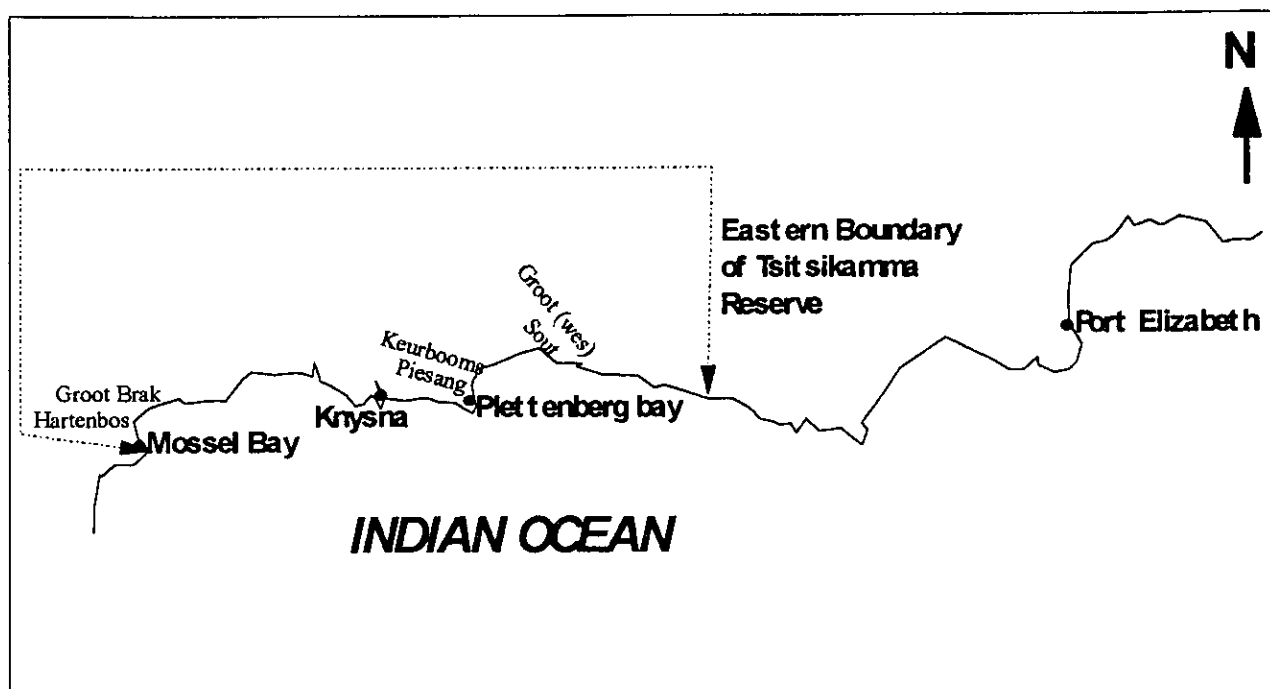 N
Eastern Boundary
of Tsitsikamma
Reserve
Groot (wes)
Sout
Port Elizabeth
Keurbooms
Piesang
Groot Brak
Hartenbos
Knysna
Plettenberg bay
Mossel Bay
INDIAN OCEAN